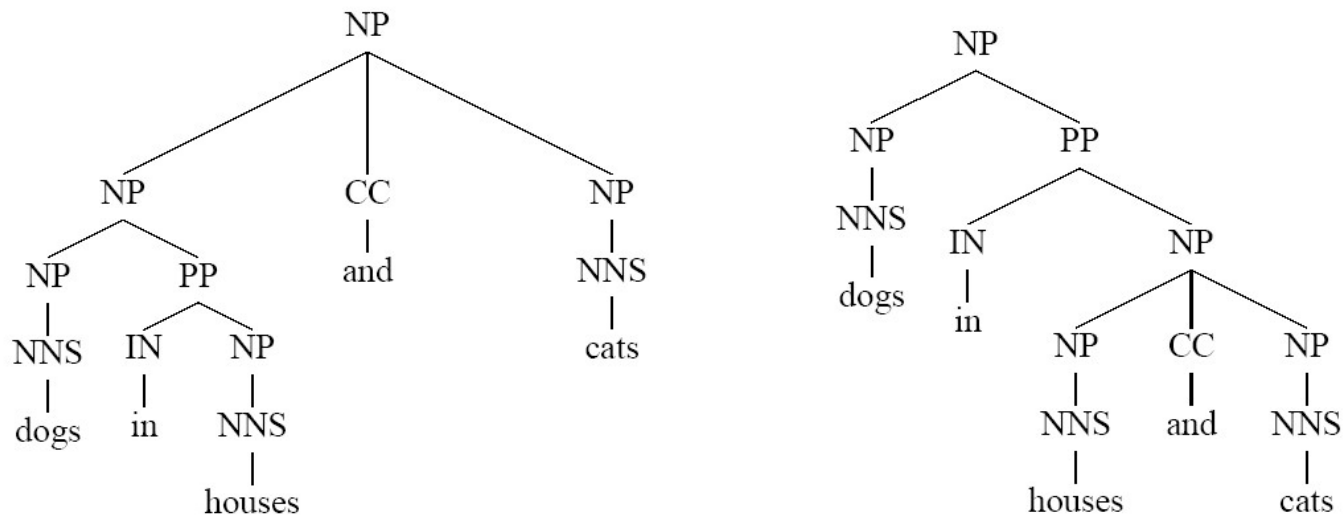 NP
NP CC NP
NP PP and NNS
NNS IN NP cats
dogs in NNS
houses
NP
NP PP
NNS IN NP
dogs in
NP CC NP
NNS and NNS
houses cats